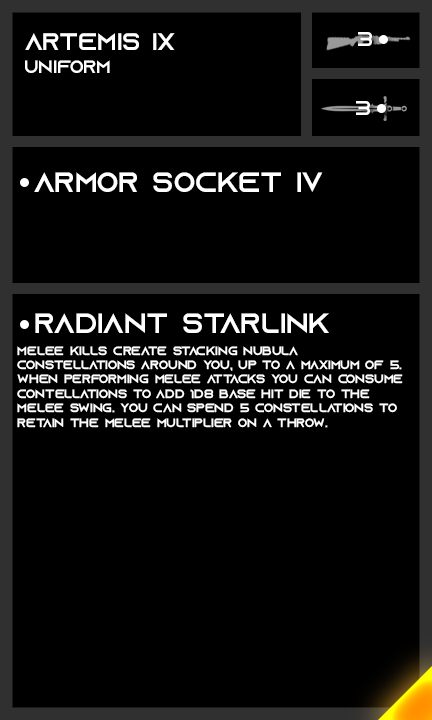 ARTEMIS IX
UNIFORM
3
3
•ARMOR SOCKET IV
•RADIANT STARLINK
MELEE KILLS CREATE STACKING NUBULA
CONSTELLATIONS AROUND YOU, UP TO A MAXIMUM OF 5.
WHEN PERFORMING MELEE ATTACKS YOU CAN CONSUME
CONTELLATIONS TO ADD 1D8 BASE HIT DIE TO THE
MELEE SWING. YOU CAN SPEND 5 CONSTELLATIONS TO
RETAIN THE MELEE MULTIPLIER ON A THROW.